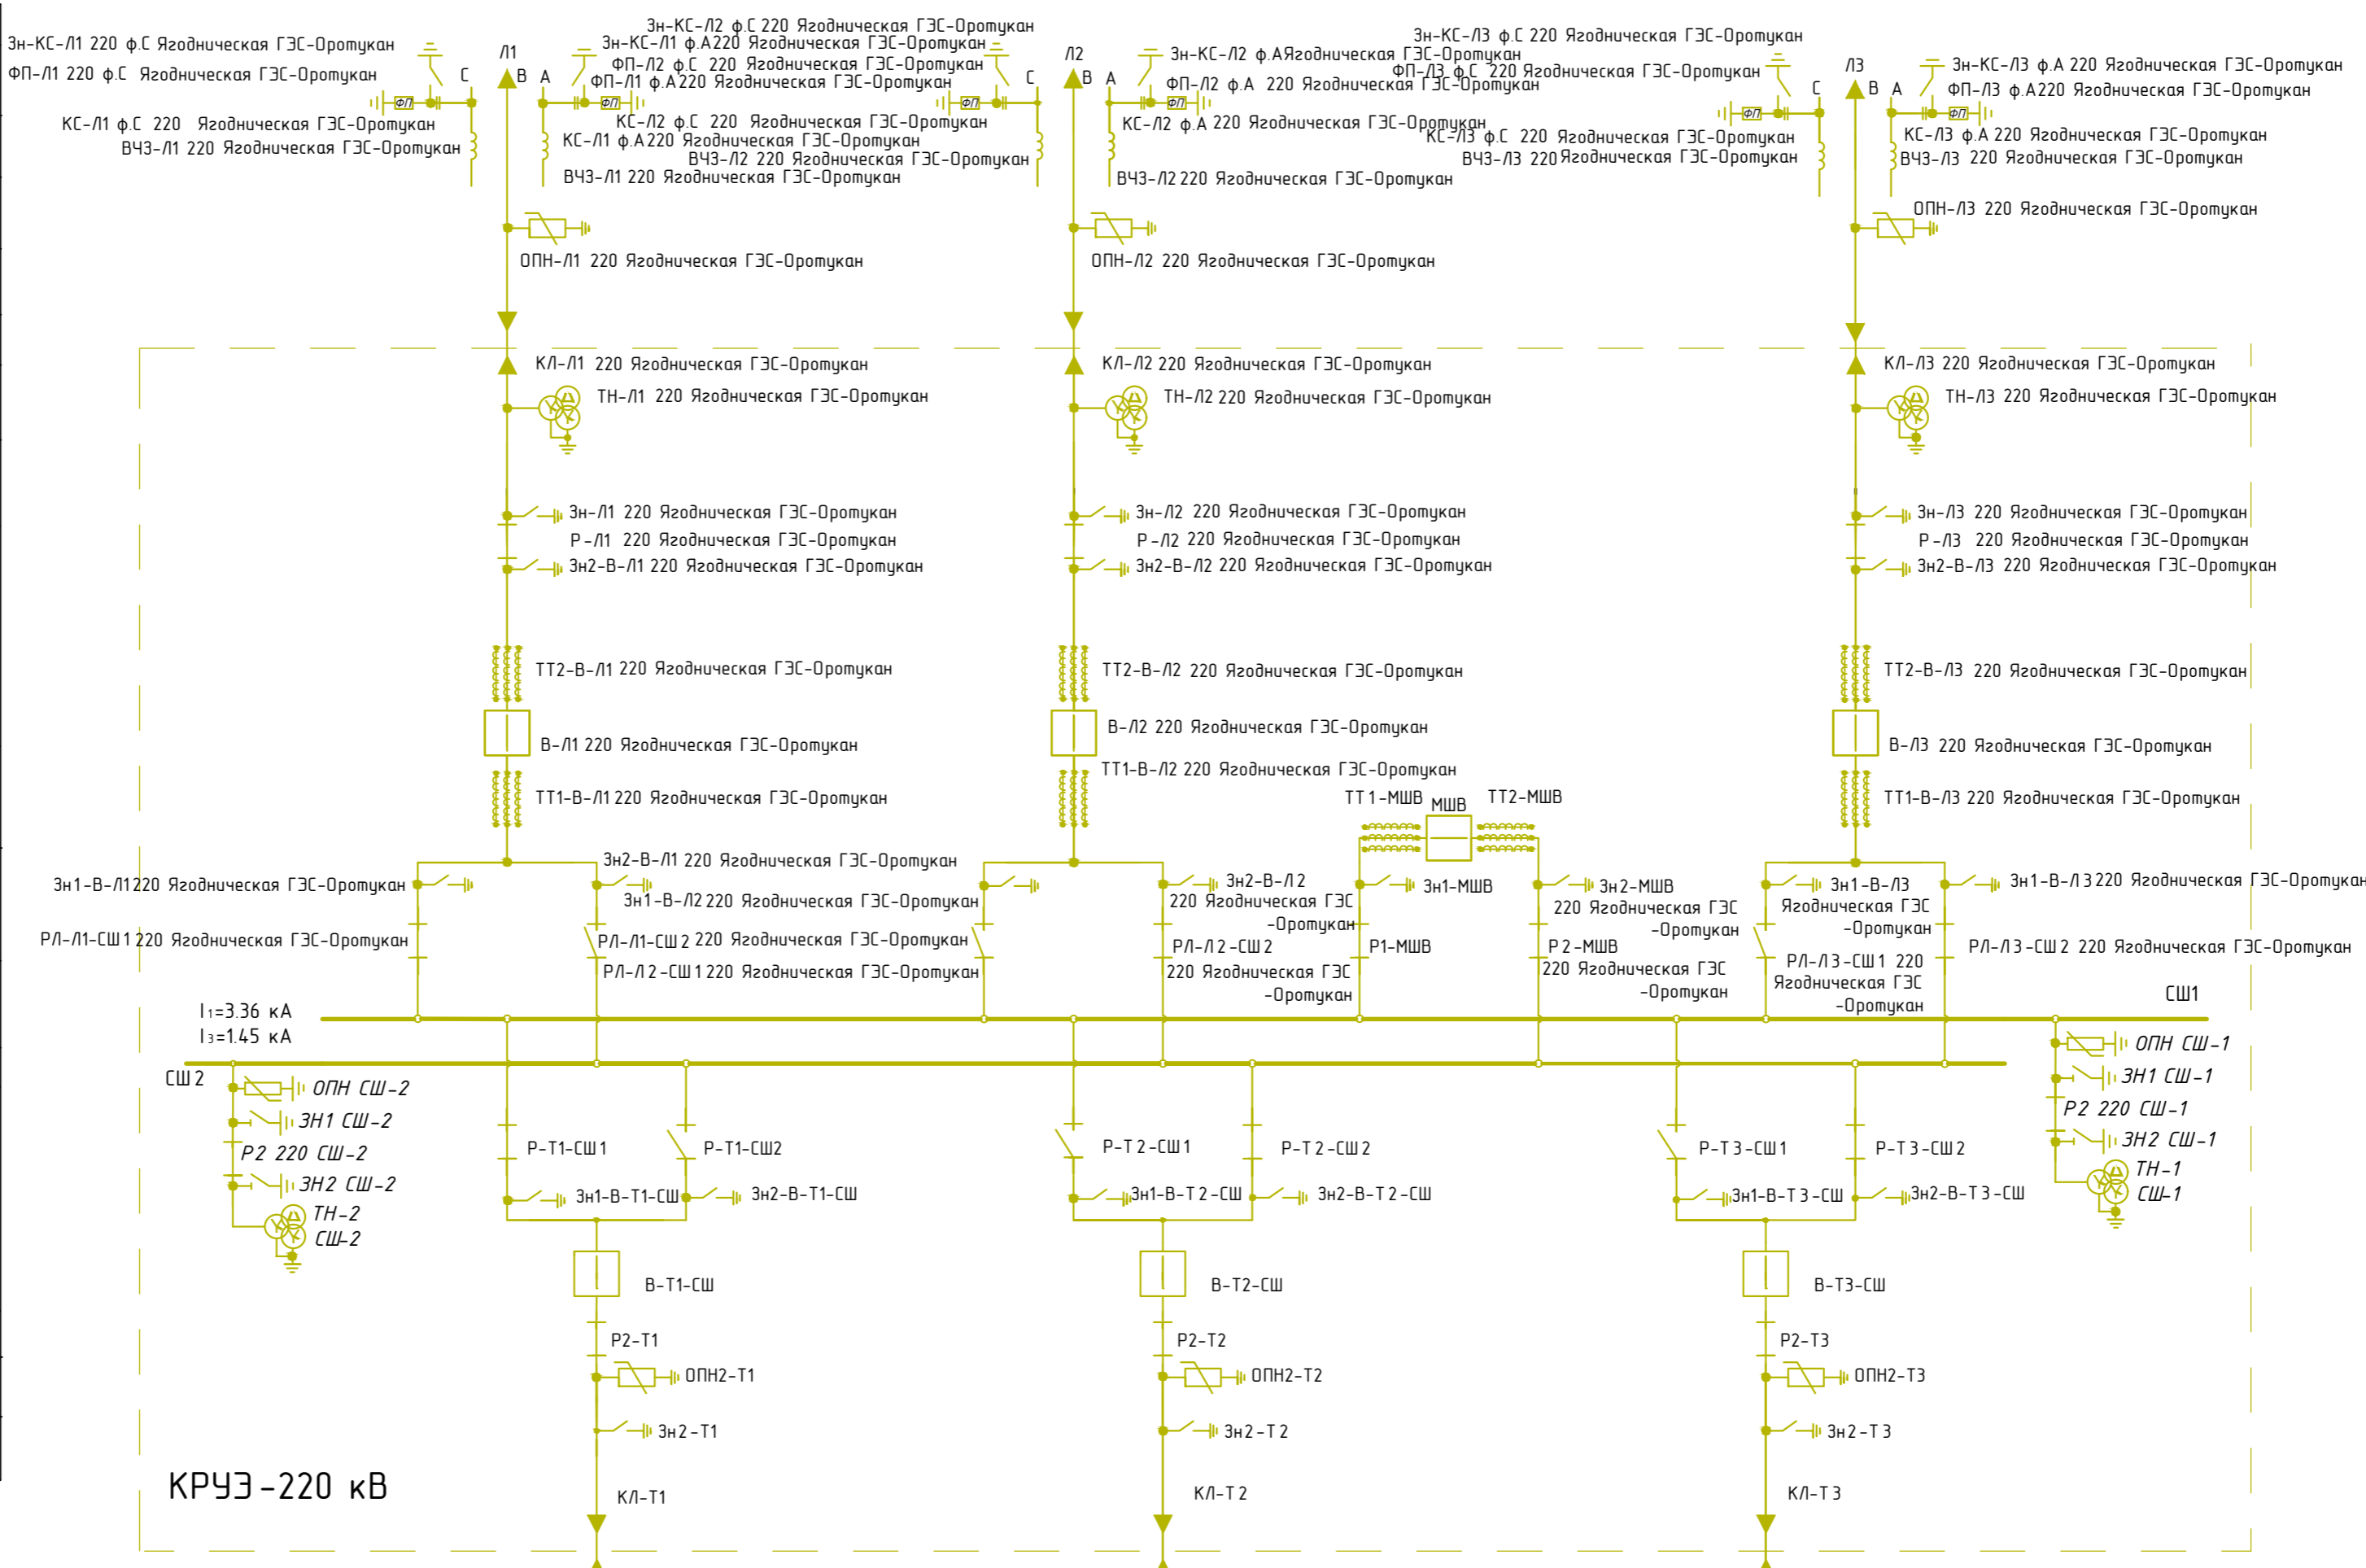 Зн-КС-Л1 220 ф.С Ягодническая ГЭС-Оротукан
ФП-Л1 220 ф.С Ягодническая ГЭС-Оротукан
КС-Л1 ф.С 220 Ягодническая ГЭС-Оротукан
ВЧЗ-Л1 220 Ягодническая ГЭС-Оротукан
С
Л1
В
А
ФП
ФП
Зн-КС-Л2 ф.С 220 Ягодническая ГЭС-Оротукан
Зн-КС-Л1 ф.А220 Ягодническая ГЭС-Оротукан
ФП-Л2 ф.С 220 Ягодническая ГЭС-Оротукан
ФП-Л1 ф.А220 Ягодническая ГЭС-Оротукан
КС-Л2 ф.С 220 Ягодническая ГЭС-Оротукан
КС-Л1 ф.А220 Ягодническая ГЭС-Оротукан
ВЧЗ-Л2 220 Ягодническая ГЭС-Оротукан
ВЧЗ-Л1 220 Ягодническая ГЭС-Оротукан
С
Л2
В
А
ФП
ФП
Зн-КС-Л3 ф.С 220 Ягодническая ГЭС-Оротукан
Зн-КС-Л2 ф.АЯгодническая ГЭС-Оротукан
ФП-Л3 ф.С 220 Ягодническая ГЭС-Оротукан
ФП-Л2 ф.А 220 Ягодническая ГЭС-Оротукан
КС-Л2 ф.А 220 Ягодническая ГЭС-Оротукан
КС-Л3 ф.С 220 Ягодническая ГЭС-Оротукан
ВЧЗ-Л3 220 Ягодническая ГЭС-Оротукан
ВЧЗ-Л2 220 Ягодническая ГЭС-Оротукан
С
Л3
В
А
ФП
ФП
Зн-КС-Л3 ф.А 220 Ягодническая ГЭС-Оротукан
ФП-Л3 ф.А220 Ягодническая ГЭС-Оротукан
КС-Л3 ф.А 220 Ягодническая ГЭС-Оротукан
ВЧЗ-Л3 220 Ягодническая ГЭС-Оротукан
ОПН-Л1 220 Ягодническая ГЭС-Оротукан
ОПН-Л2 220 Ягодническая ГЭС-Оротукан
ОПН-Л3 220 Ягодническая ГЭС-Оротукан
КЛ-Л1 220 Ягодническая ГЭС-Оротукан
КЛ-Л2 220 Ягодническая ГЭС-Оротукан
КЛ-Л3 220 Ягодническая ГЭС-Оротукан
ТН-Л1 220 Ягодническая ГЭС-Оротукан
ТН-Л2 220 Ягодническая ГЭС-Оротукан
ТН-Л3 220 Ягодническая ГЭС-Оротукан
Зн-Л1 220 Ягодническая ГЭС-Оротукан
Зн-Л2 220 Ягодническая ГЭС-Оротукан
Зн-Л3 220 Ягодническая ГЭС-Оротукан
Р-Л1 220 Ягодническая ГЭС-Оротукан
Р-Л2 220 Ягодническая ГЭС-Оротукан
Р-Л3 220 Ягодническая ГЭС-Оротукан
Зн2-В-Л1 220 Ягодническая ГЭС-Оротукан
Зн2-В-Л2 220 Ягодническая ГЭС-Оротукан
Зн2-В-Л3 220 Ягодническая ГЭС-Оротукан
ТТ2-В-Л1 220 Ягодническая ГЭС-Оротукан
ТТ2-В-Л2 220 Ягодническая ГЭС-Оротукан
ТТ2-В-Л3 220 Ягодническая ГЭС-Оротукан
В-Л1 220 Ягодническая ГЭС-Оротукан
В-Л2 220 Ягодническая ГЭС-Оротукан
В-Л3 220 Ягодническая ГЭС-Оротукан
ТТ1-В-Л1 220 Ягодническая ГЭС-Оротукан
ТТ1-В-Л2 220 Ягодническая ГЭС-Оротукан
ТТ1-МШВ
МШВ
ТТ2-МШВ
ТТ1-В-Л3 220 Ягодническая ГЭС-Оротукан
Зн1-В-Л1220 Ягодническая ГЭС-Оротукан
Зн2-В-Л1 220 Ягодническая ГЭС-Оротукан
Зн1-В-Л2 220 Ягодническая ГЭС-Оротукан
Зн2-В-Л2
220 Ягодническая ГЭС
-Оротукан
Зн1-МШВ
Зн2-МШВ
220 Ягодническая ГЭС
-Оротукан
Зн1-В-Л3
Ягодническая ГЭС
-Оротукан
Зн1-В-Л3 220 Ягодническая ГЭС-Оротукан
РЛ-Л1-СШ1 220 Ягодническая ГЭС-Оротукан
РЛ-Л1-СШ2 220 Ягодническая ГЭС-Оротукан
РЛ-Л2-СШ1 220 Ягодническая ГЭС-Оротукан
РЛ-Л2-СШ2
220 Ягодническая ГЭС
-Оротукан
Р1-МШВ
Р2-МШВ
220 Ягодническая ГЭС
-Оротукан
РЛ-Л3-СШ1 220
Ягодническая ГЭС
-Оротукан
РЛ-Л3-СШ2 220 Ягодническая ГЭС-Оротукан
I1=3.36 кА
I3=1.45 кА
СШ1
СШ2
ОПН СШ-2
ЗН1 СШ-2
Р2 220 СШ-2
ЗН2 СШ-2
ТН-2
СШ-2
ОПН СШ-1
ЗН1 СШ-1
Р2 220 СШ-1
ЗН2 СШ-1
ТН-1
СШ-1
Р-Т1-СШ1
Р-Т1-СШ2
Р-Т2-СШ1
Р-Т2-СШ2
Р-Т3-СШ1
Р-Т3-СШ2
Зн1-В-Т1-СШ
Зн2-В-Т1-СШ
Зн1-В-Т2-СШ
Зн2-В-Т2-СШ
Зн1-В-Т3-СШ
Зн2-В-Т3-СШ
В-Т1-СШ
В-Т2-СШ
В-Т3-СШ
Р2-Т1
Р2-Т2
Р2-Т3
ОПН2-Т1
ОПН2-Т2
ОПН2-Т3
Зн2-Т1
Зн2-Т2
Зн2-Т3
КРУЭ-220 кВ
КЛ-Т1
КЛ-Т2
КЛ-Т3